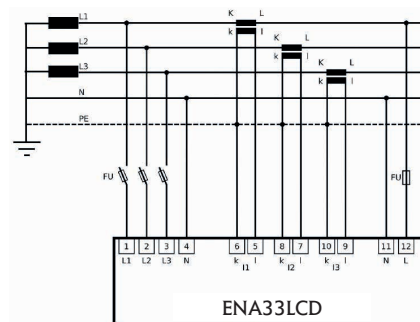 L1 K L
k l
L2 K L
k l
L3 K L
k l
N
PE
FU FU
1 2 3 4 6 5 8 7 10 9 11 12
L1 L2 L3 N k l k l k l N L
I1 I2 I3
ENA33LCD